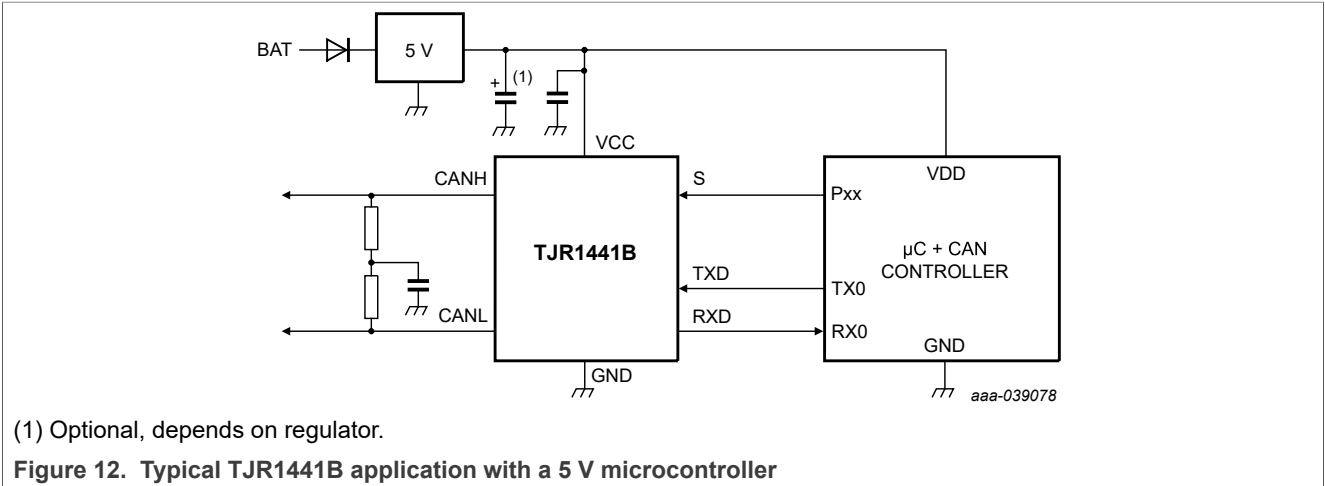 BAT
5 V
+ (1)
VCC
CANH
S
Pxx
VDD
TJR1441B
µC + CAN
CONTROLLER
TXD
TX0
CANL
RXD
RX0
GND
GND
aaa-039078
(1) Optional, depends on regulator.
Figure 12. Typical TJR1441B application with a 5 V microcontroller